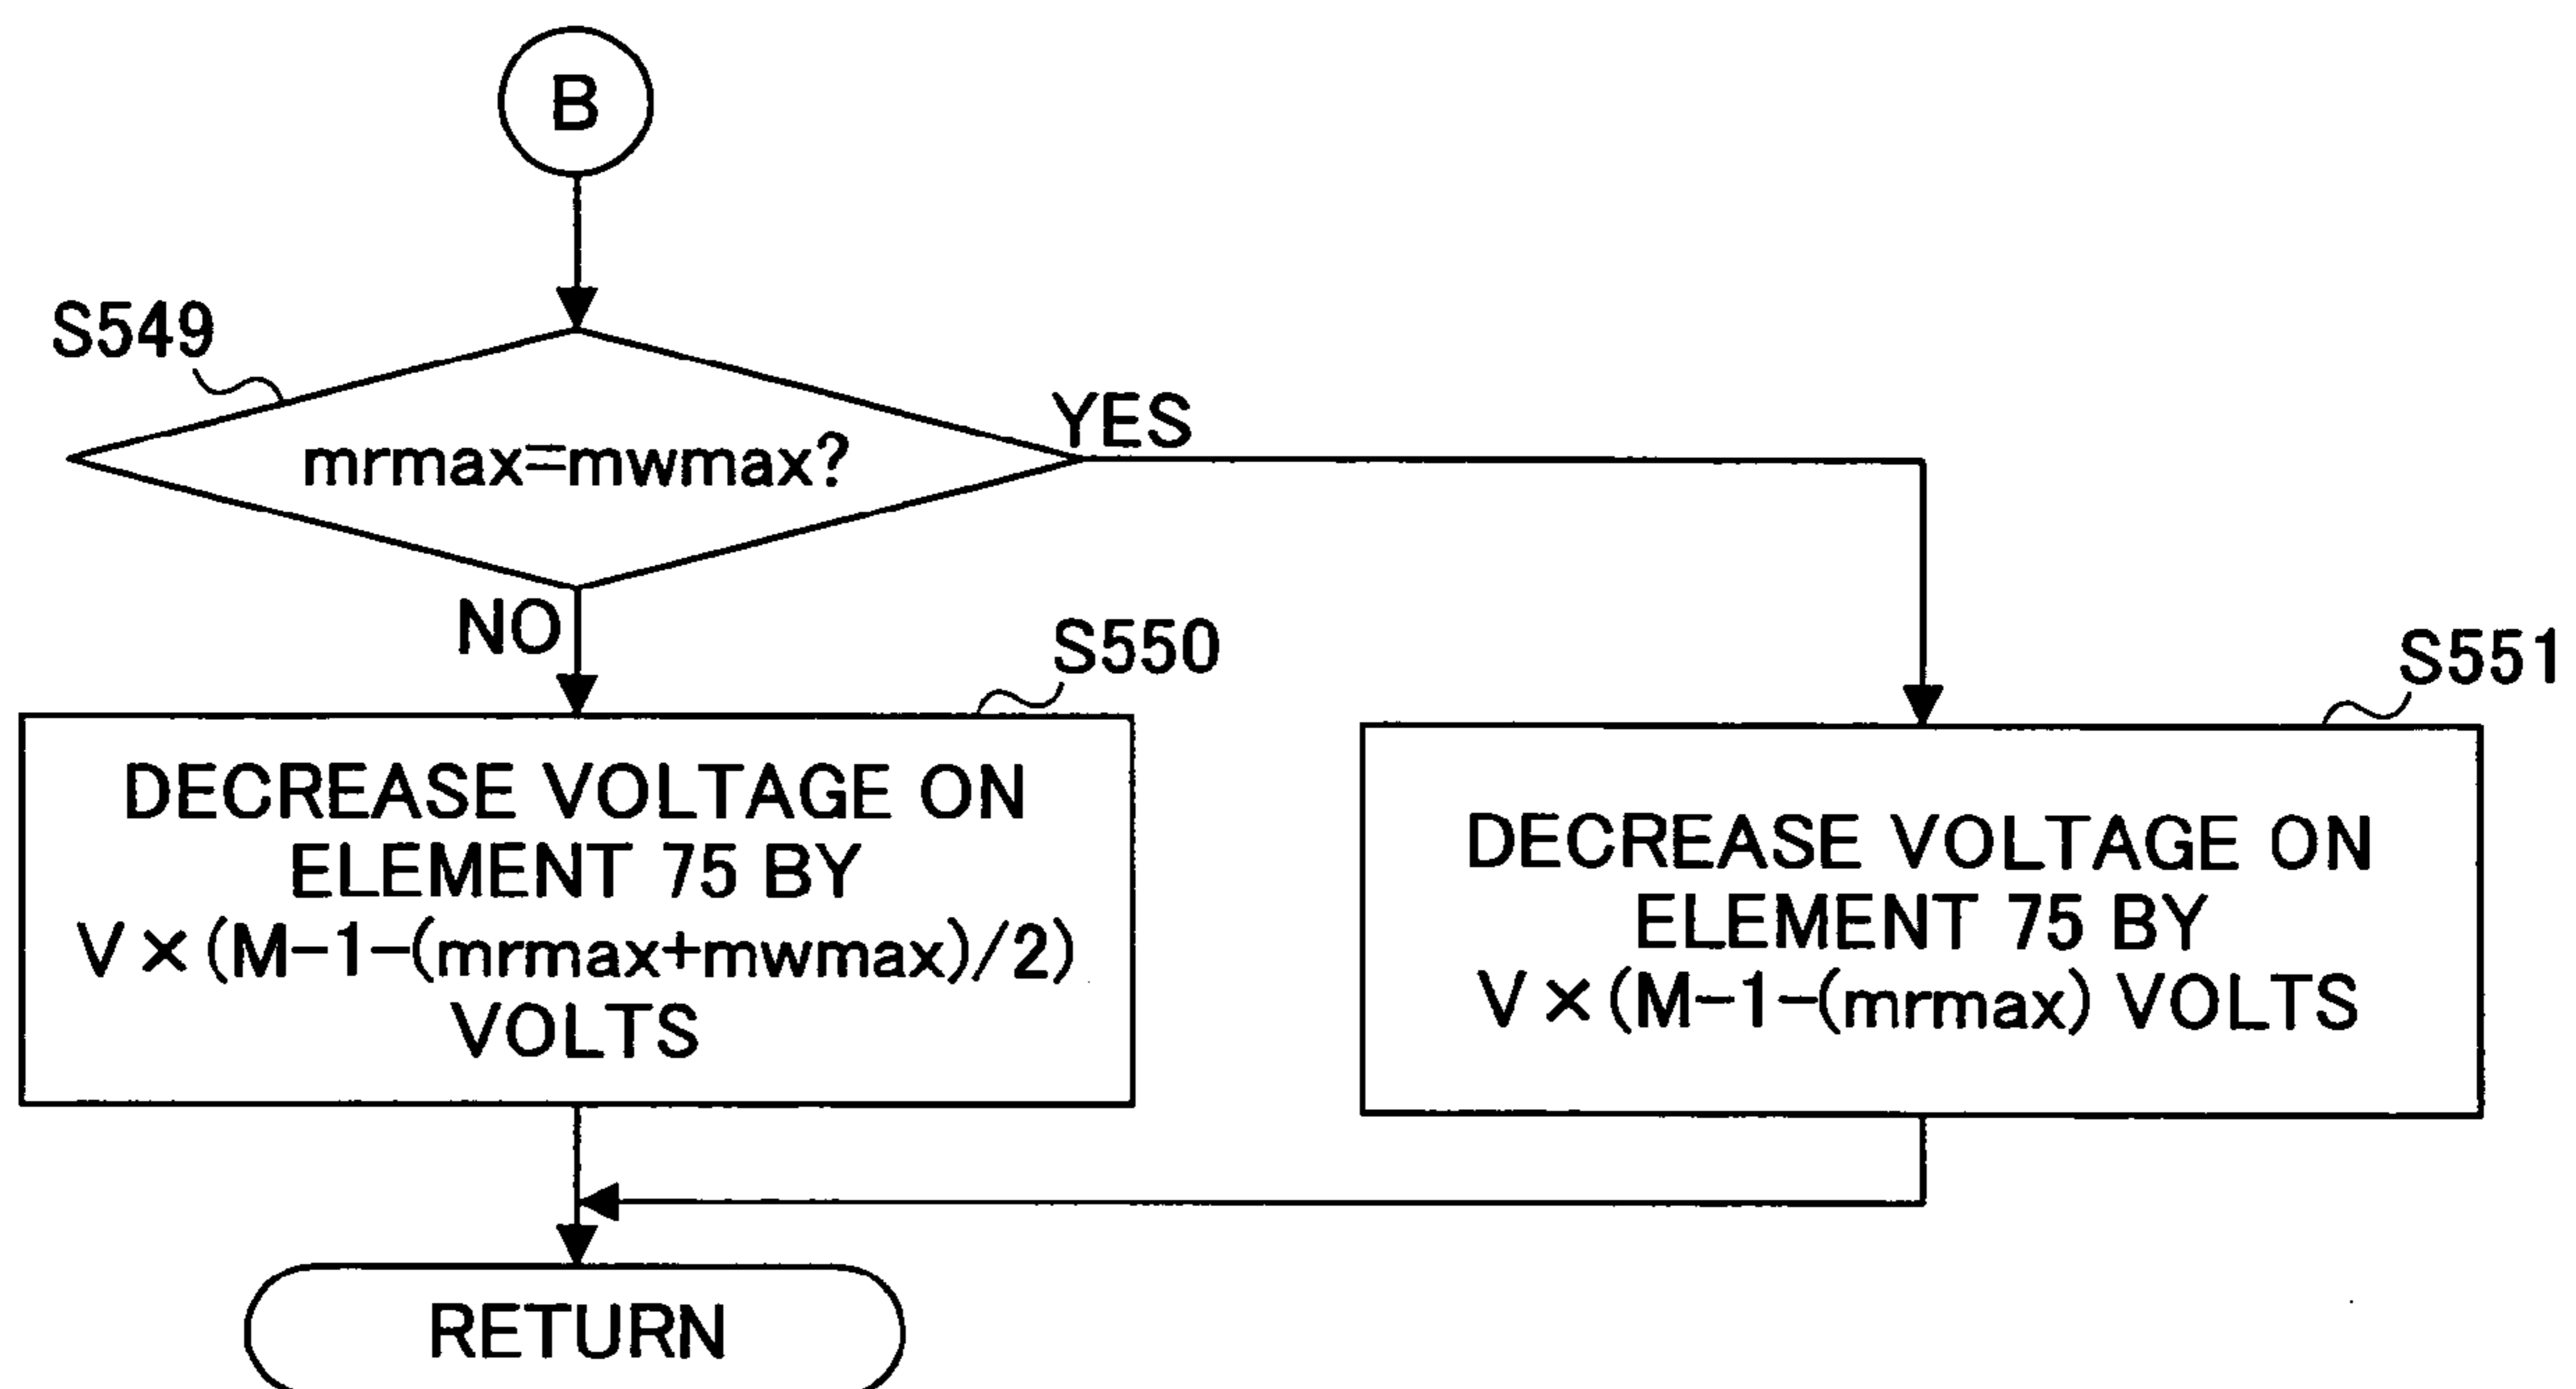 B
S549
mrmax=mwmax?
YES
NO
S550
DECREASE VOLTAGE ON
ELEMENT 75 BY
V×(M-1-(mrmax+mwmax)/2)
VOLTS
S551
DECREASE VOLTAGE ON
ELEMENT 75 BY
V×(M-1-(mrmax) VOLTS
RETURN